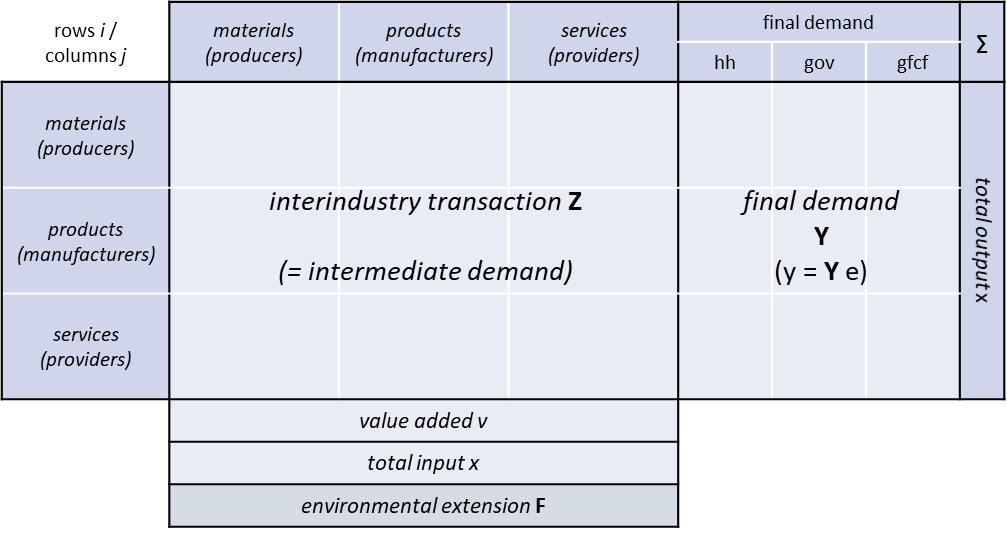 rows i /
columns j
materials
(producers)
products
(manufacturers)
services
(providers)
final demand
hh
gov
gfcf
Σ
materials
(producers)
products
(manufacturers)
services
(providers)
interindustry transaction Z
(= intermediate demand)
final demand
Y
(y = Y e)
total output x
value added v
total input x
environmental extension F